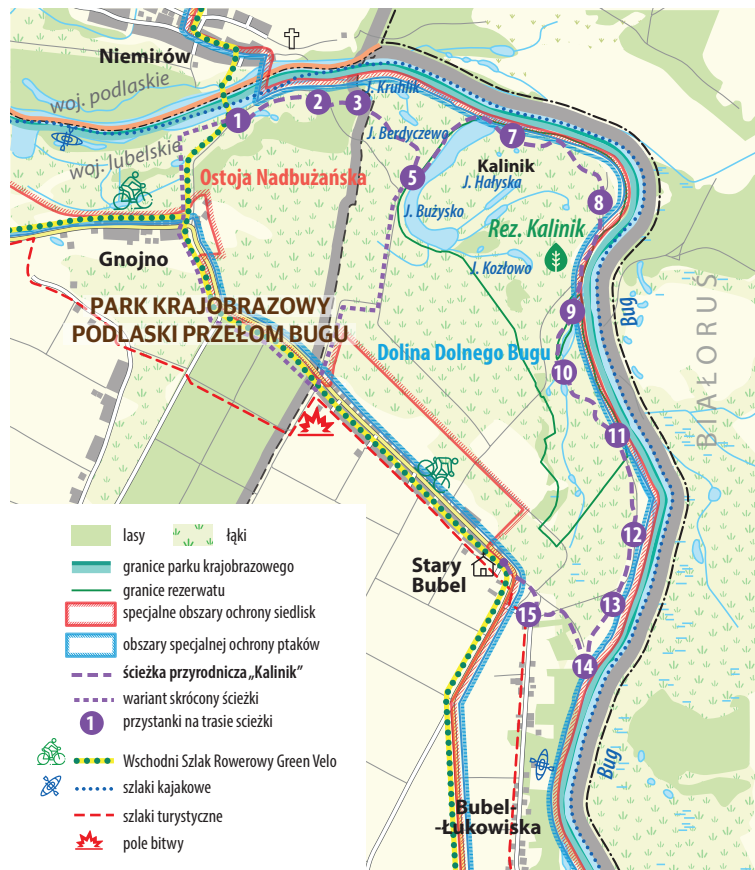 Niemirów
woj. podlaskie
woj. lubelskie
J. Kruhlik
1
2
3
J. Berdyczewo
7
5
Kalinik
J. Hałyska
Ostoja Nadbużańska
J. Bużysko
8
Rez. Kalinik
Gnojno
J. Kozłowo
PARK KRAJOBRAZOWY
PODLASKI PRZEŁOM BUGU
9
Bug
BIAŁORUŚ
Dolina Dolnego Bugu
10
11
12
Stary
Bubel
13
15
14
Bug
Bubel-
-Łukowiska
lasy
łąki
granice parku krajobrazowego
granice rezerwatu
specjalne obszary ochrony siedlisk
obszary specjalnej ochrony ptaków
ścieżka przyrodnicza „Kalinik”
wariant skrócony ścieżki
1
przystanki na trasie scieżki
Wschodni Szlak Rowerowy Green Velo
szlaki kajakowe
szlaki turystyczne
pole bitwy